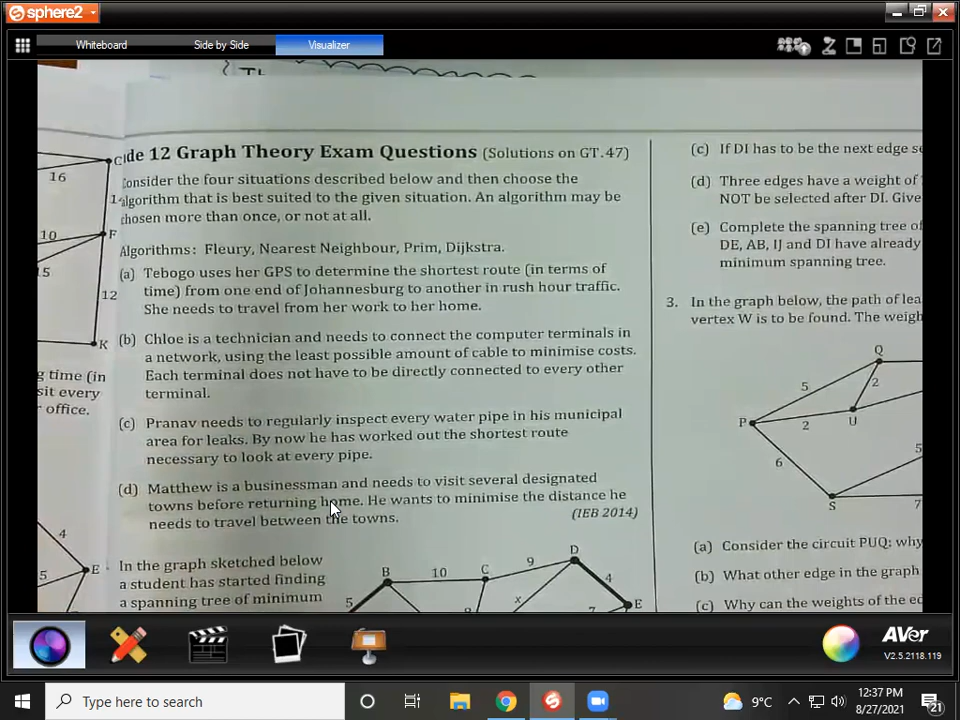 sphere2
Whiteboard
Side by Side
Visualizer
16
C
10
F
15
12
K
g time (in
sit every
office.
4
5
E
de 12 Graph Theory Exam Questions (Solutions on GT.47)
Consider the four situations described below and then choose the
algorithm that is best suited to the given situation. An algorithm may be
chosen more than once, or not at all.
Algorithms: Fleury, Nearest Neighbour, Prim, Dijkstra.
(a) Tebogo uses her GPS to determine the shortest route (in terms of
time) from one end of Johannesburg to another in rush hour traffic.
She needs to travel from her work to her home.
(b) Chloe is a technician and needs to connect the computer terminals in
a network, using the least possible amount of cable to minimise costs.
Each terminal does not have to be directly connected to every other
terminal.
(c) Pranav needs to regularly inspect every water pipe in his municipal
area for leaks. By now he has worked out the shortest route
necessary to look at every pipe.
(d) Matthew is a businessman and needs to visit several designated
towns before returning home. He wants to minimise the distance he
needs to travel between the towns.
(IEB 2014)
In the graph sketched below
a student has started finding
a spanning tree of minimum
B
10
C
9
D
4
E
5
x
7
(c) If DI has to be the next edge se
(d) Three edges have a weight of
NOT be selected after DI. Give
(e) Complete the spanning tree of
DE, AB, IJ and DI have already
minimum spanning tree.
3. In the graph below, the path of lea
vertex W is to be found. The weigh
Q
5
2
P
2
U
6
5
S
7
(a) Consider the circuit PUQ: why
(b) What other edge in the graph
(c) Why can the weights of the ed
AVer
V2.5.2118.119
Type here to search
9°C
12:37 PM
8/27/2021
21